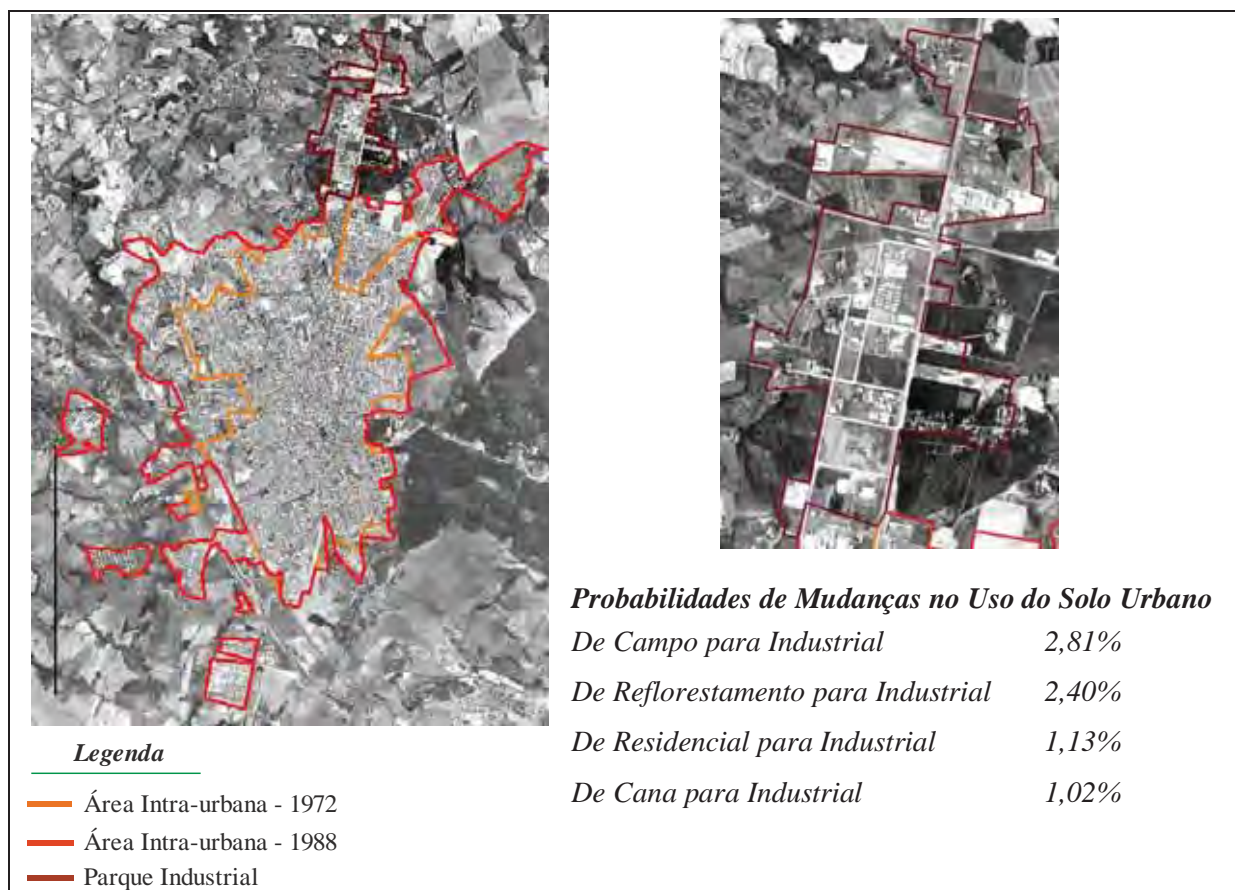 Probabilidades de Mudanças no Uso do Solo Urbano
De Campo para Industrial 2,81%
De Reflorestamento para Industrial 2,40%
De Residencial para Industrial 1,13%
De Cana para Industrial 1,02%
Legenda
Área Intra-urbana - 1972
Área Intra-urbana - 1988
Parque Industrial